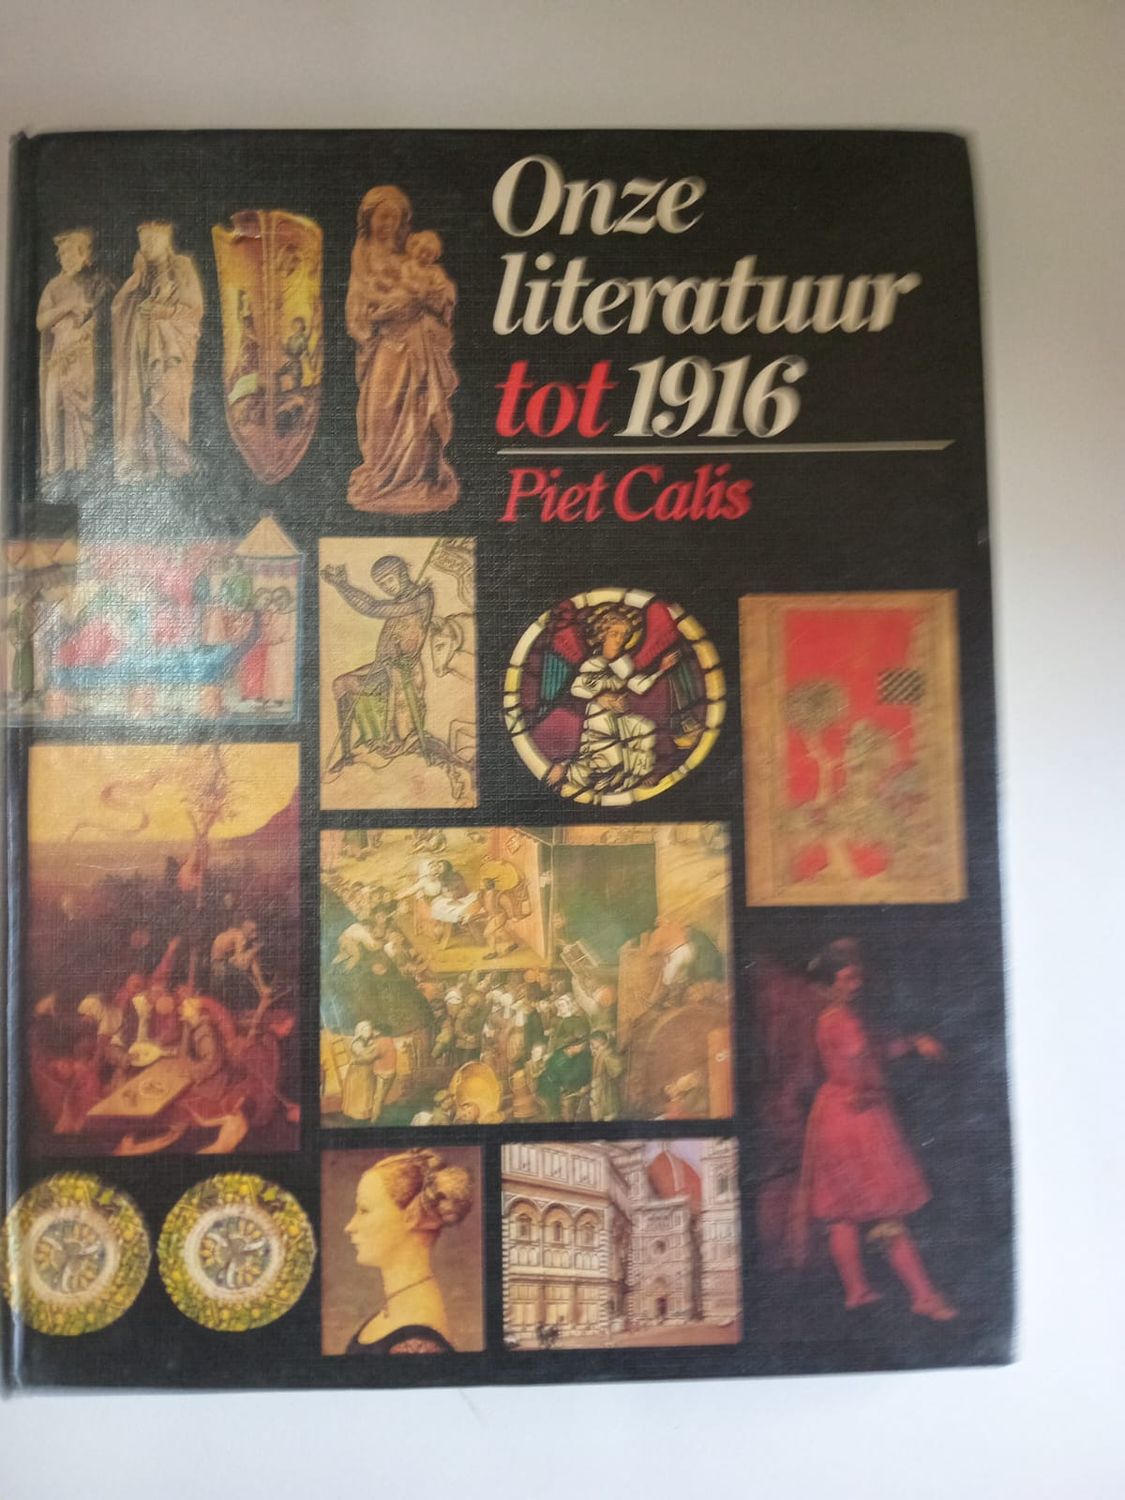 Onze
literatuur
tot 1916
Piet Calis